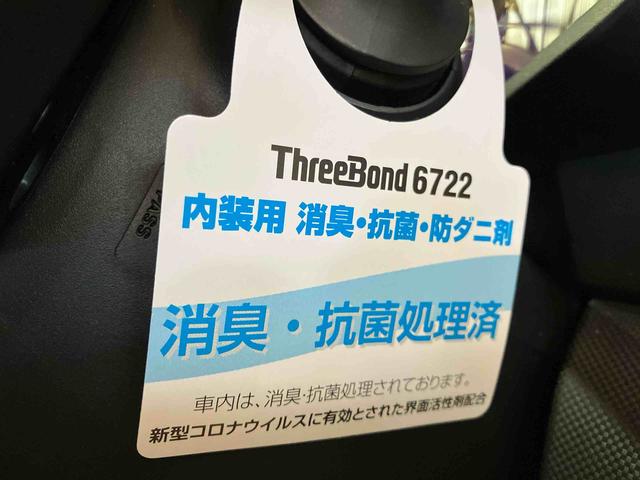 ThreeBond 6722
内装用 消臭・抗菌・防ダニ剤
消臭・抗菌処理済
車内は、消臭・抗菌処理されております。
新型コロナウイルスに有効とされた界面活性剤配合
PASS